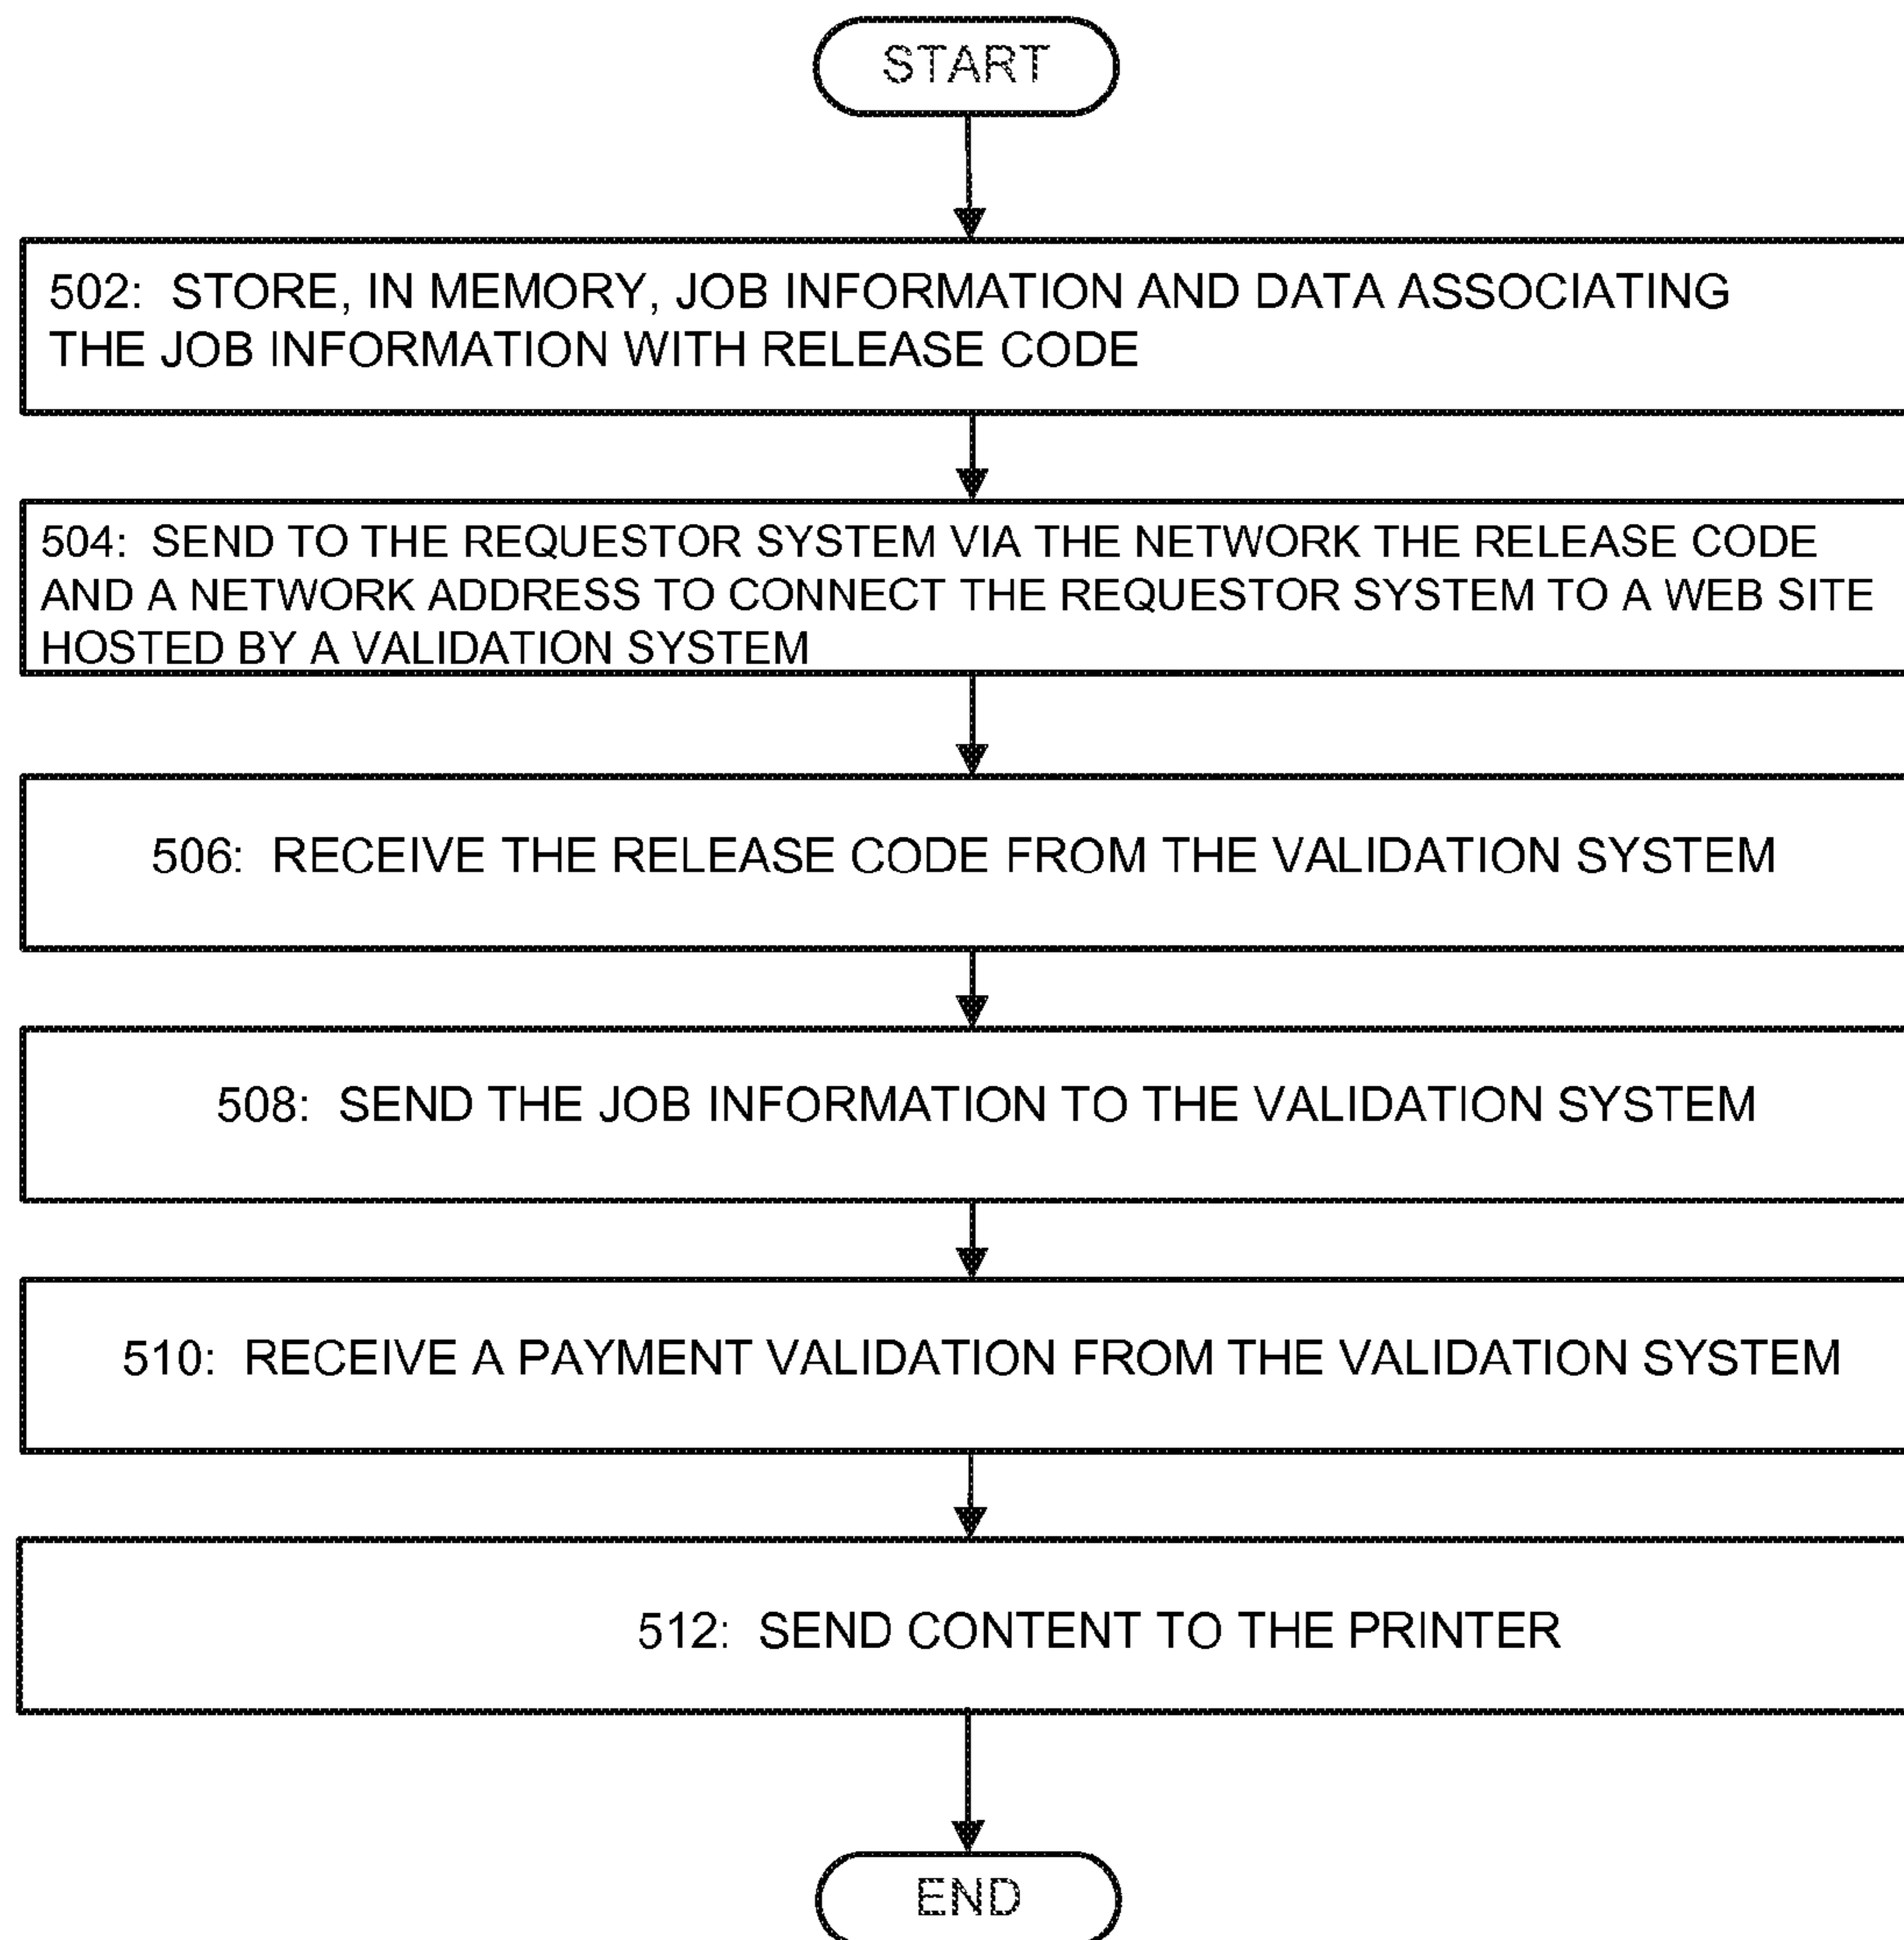 START
502: STORE, IN MEMORY, JOB INFORMATION AND DATA ASSOCIATING
THE JOB INFORMATION WITH RELEASE CODE
504: SEND TO THE REQUESTOR SYSTEM VIA THE NETWORK THE RELEASE CODE
AND A NETWORK ADDRESS TO CONNECT THE REQUESTOR SYSTEM TO A WEB SITE
HOSTED BY A VALIDATION SYSTEM
506: RECEIVE THE RELEASE CODE FROM THE VALIDATION SYSTEM
508: SEND THE JOB INFORMATION TO THE VALIDATION SYSTEM
510: RECEIVE A PAYMENT VALIDATION FROM THE VALIDATION SYSTEM
512: SEND CONTENT TO THE PRINTER
END